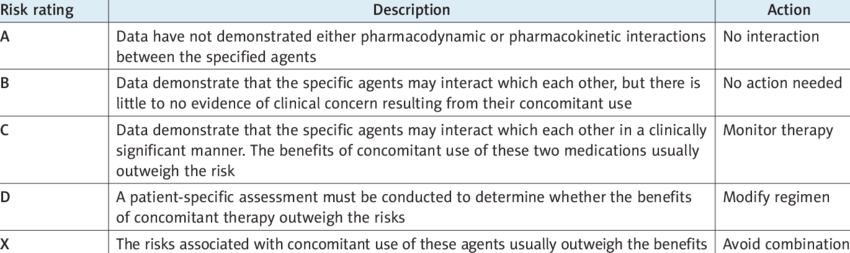 Risk rating Description Action
A Data have not demonstrated either pharmacodynamic or pharmacokinetic interactions No interaction
between the specified agents
B Data demonstrate that the specific agents may interact which each other, but there is No action needed
little to no evidence of clinical concern resulting from their concomitant use
C Data demonstrate that the specific agents may interact which each other in a clinically Monitor therapy
significant manner. The benefits of concomitant use of these two medications usually
outweigh the risk
D A patient-specific assessment must be conducted to determine whether the benefits Modify regimen
of concomitant therapy outweigh the risks
X The risks associated with concomitant use of these agents usually outweigh the benefits Avoid combination